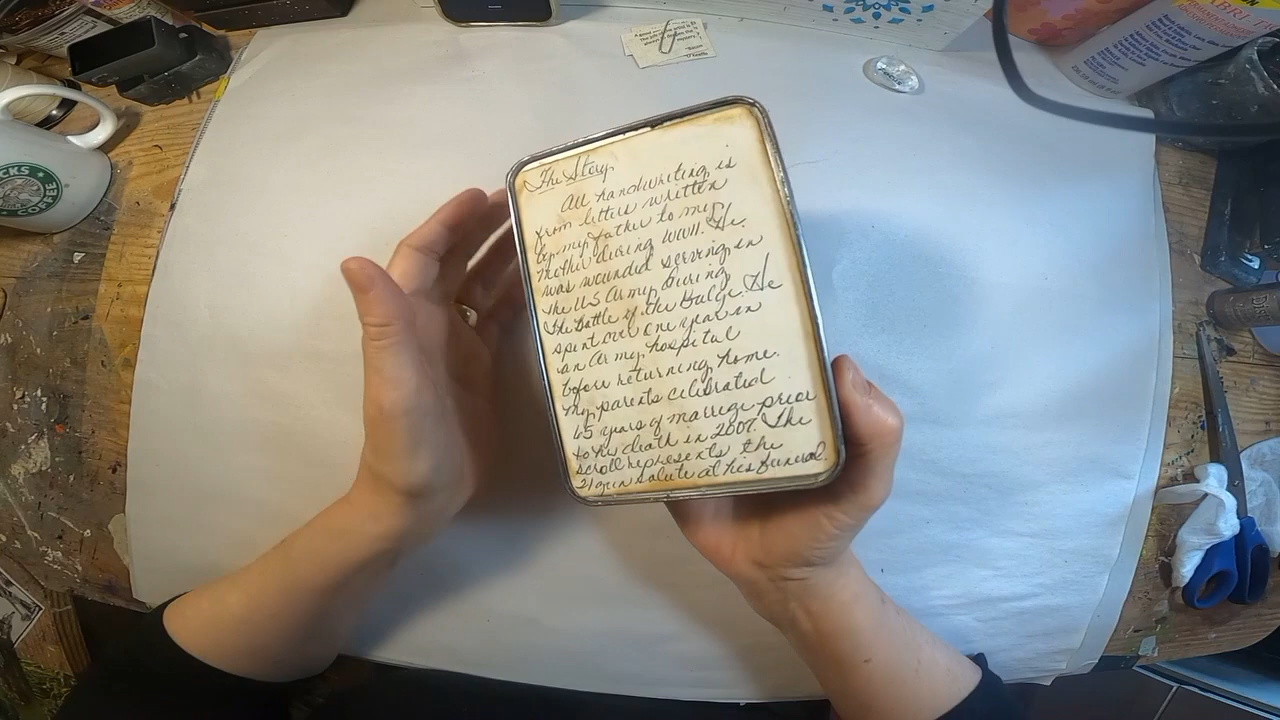 The Story
All handwriting is
from letters written
by my father to my
mother during WWII. He
was wounded serving in
the US Army during
the Battle of the Bulge. He
spent over one year in
an Army hospital
before returning home.
My parents celebrated
65 years of marrige prior
to his death in 2007. The
scroll represents the
21 gun salute at his funeral.
COFFEE